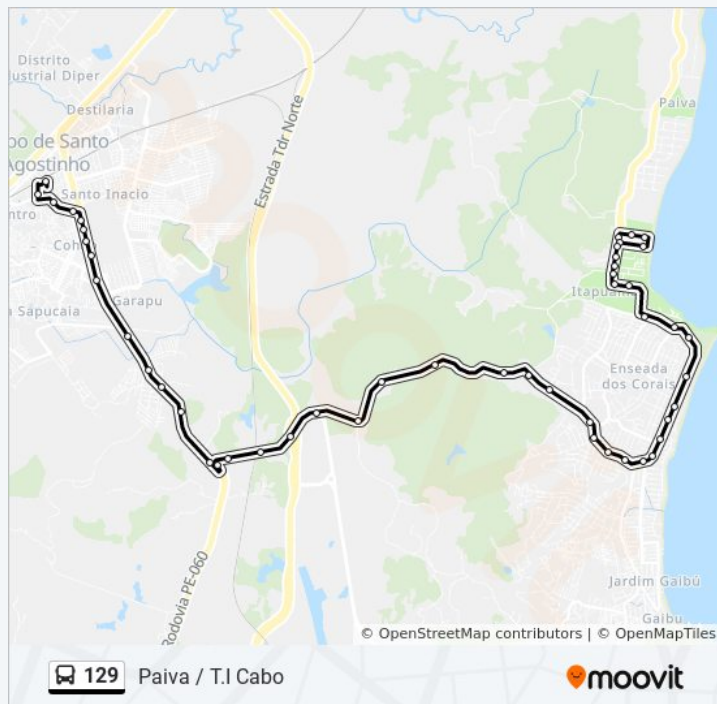 Distrito
ustrial Diper
Destilaria
Paiva
bo de Santo
Agostinho
Estrada Tdr Norte
Santo Inacio
ntro
Coh
Garapu
a Sapucaia
Itapuam
Enseada
dos Corais
Rodovia PE-060
Jardim Gaibú
Gaibu
© OpenStreetMap contributors | © OpenMapTiles
129 Paiva / T.I Cabo
moovit